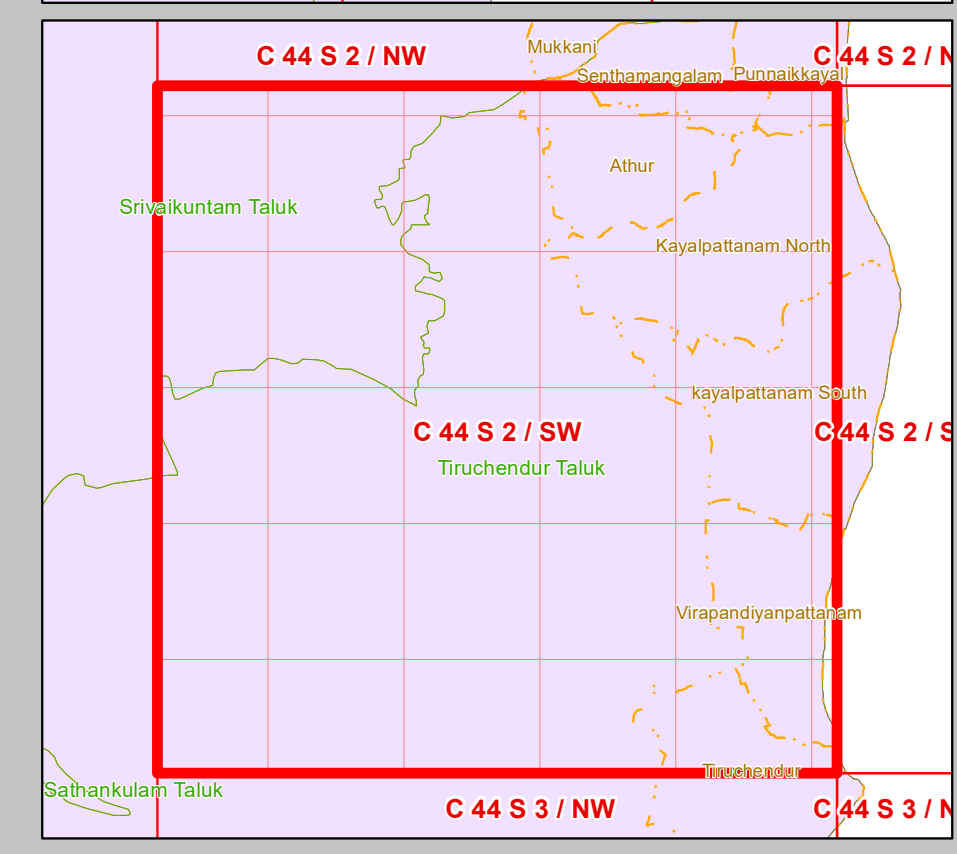 Mukkani
C 44 S 2 / NW
C 44 S 2 / N
Senthamangalam
Punnaikkayal
Athur
Srivaikuntam Taluk
Kayalpattanam North
kayalpattanam South
C 44 S 2 / SW
C 44 S 2 / S
Tiruchendur Taluk
Virapandiyanpattanam
Tiruchendur
Sathankulam Taluk
C 44 S 3 / NW
C 44 S 3 / N